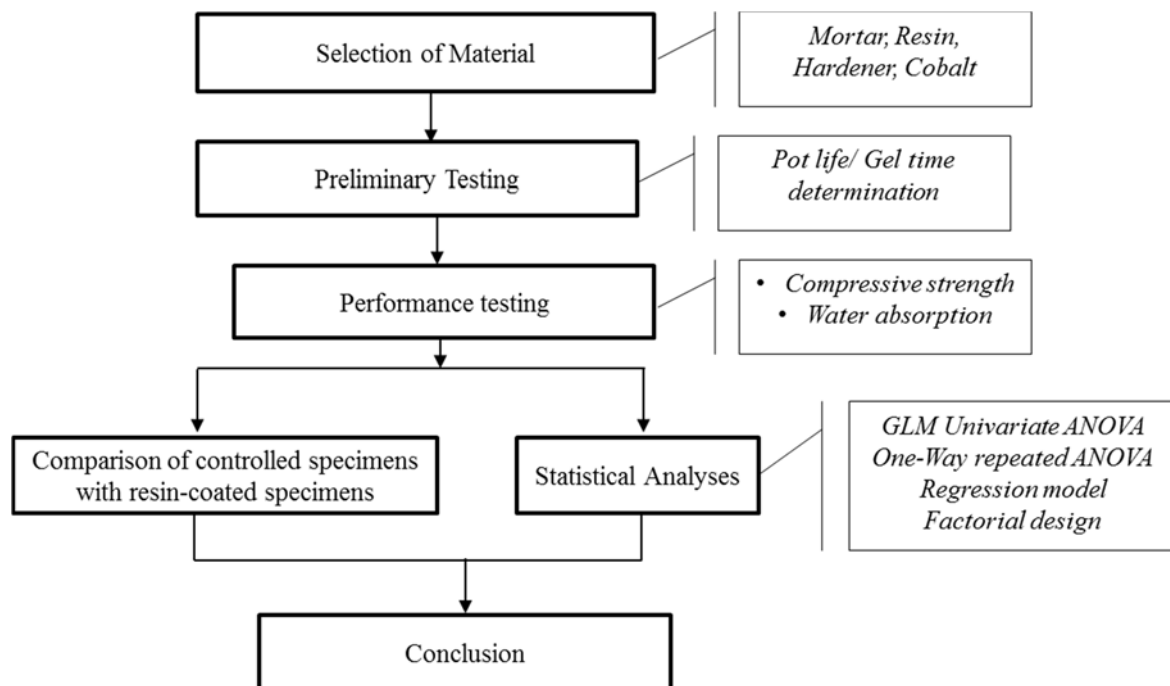 Selection of Material
Mortar, Resin,
Hardener, Cobalt
Preliminary Testing
Pot life/ Gel time
determination
Performance testing
• Compressive strength
• Water absorption
Comparison of controlled specimens
with resin-coated specimens
Statistical Analyses
GLM Univariate ANOVA
One-Way repeated ANOVA
Regression model
Factorial design
Conclusion